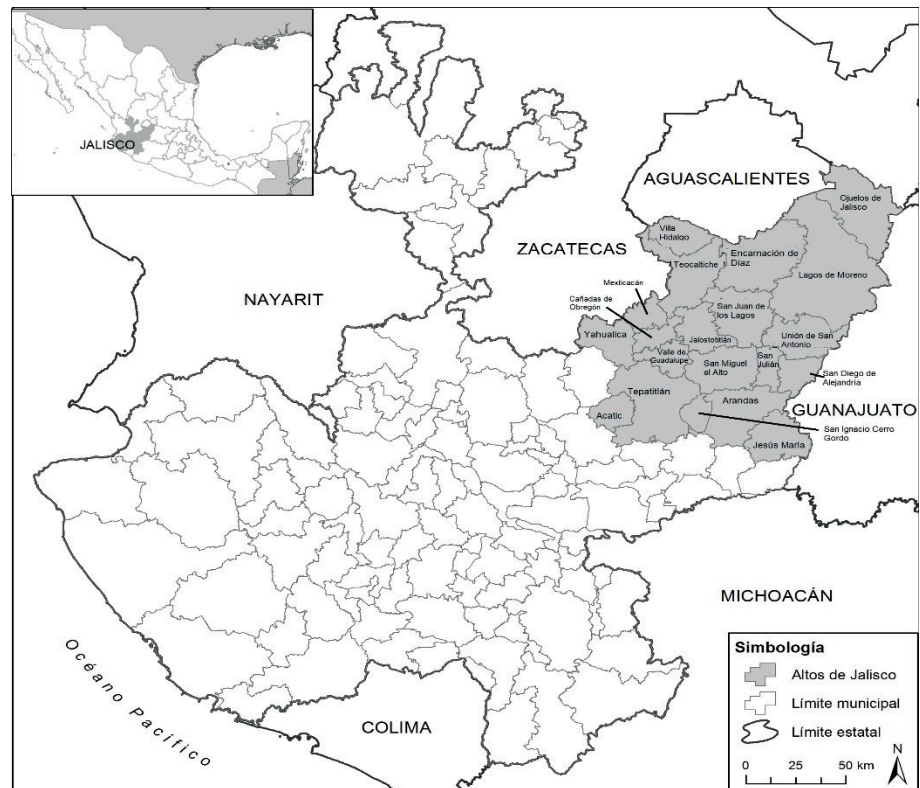 JALISCO
AGUASCALIENTES
Ojuelos de
Jalisco
Villa
Hidalgo
ZACATECAS
Encarnación de
Díaz
Teocaltiche
Lagos de Moreno
Mexticacán
NAYARIT
Cañadas de
Obregón
San Juan de
los Lagos
Yahualica
Jalostotitlán
Unión de San
Antonio
Valle de
Guadalupe
San Miguel
el Alto
San
Julián
San Diego de
Alejandría
Tepatitlán
Arandas
GUANAJUATO
Acatic
San Ignacio Cerro
Gordo
Jesús María
MICHOACÁN
Océano Pacífico
COLIMA
Simbología
Altos de Jalisco
Límite municipal
Límite estatal
N
0 25 50 km